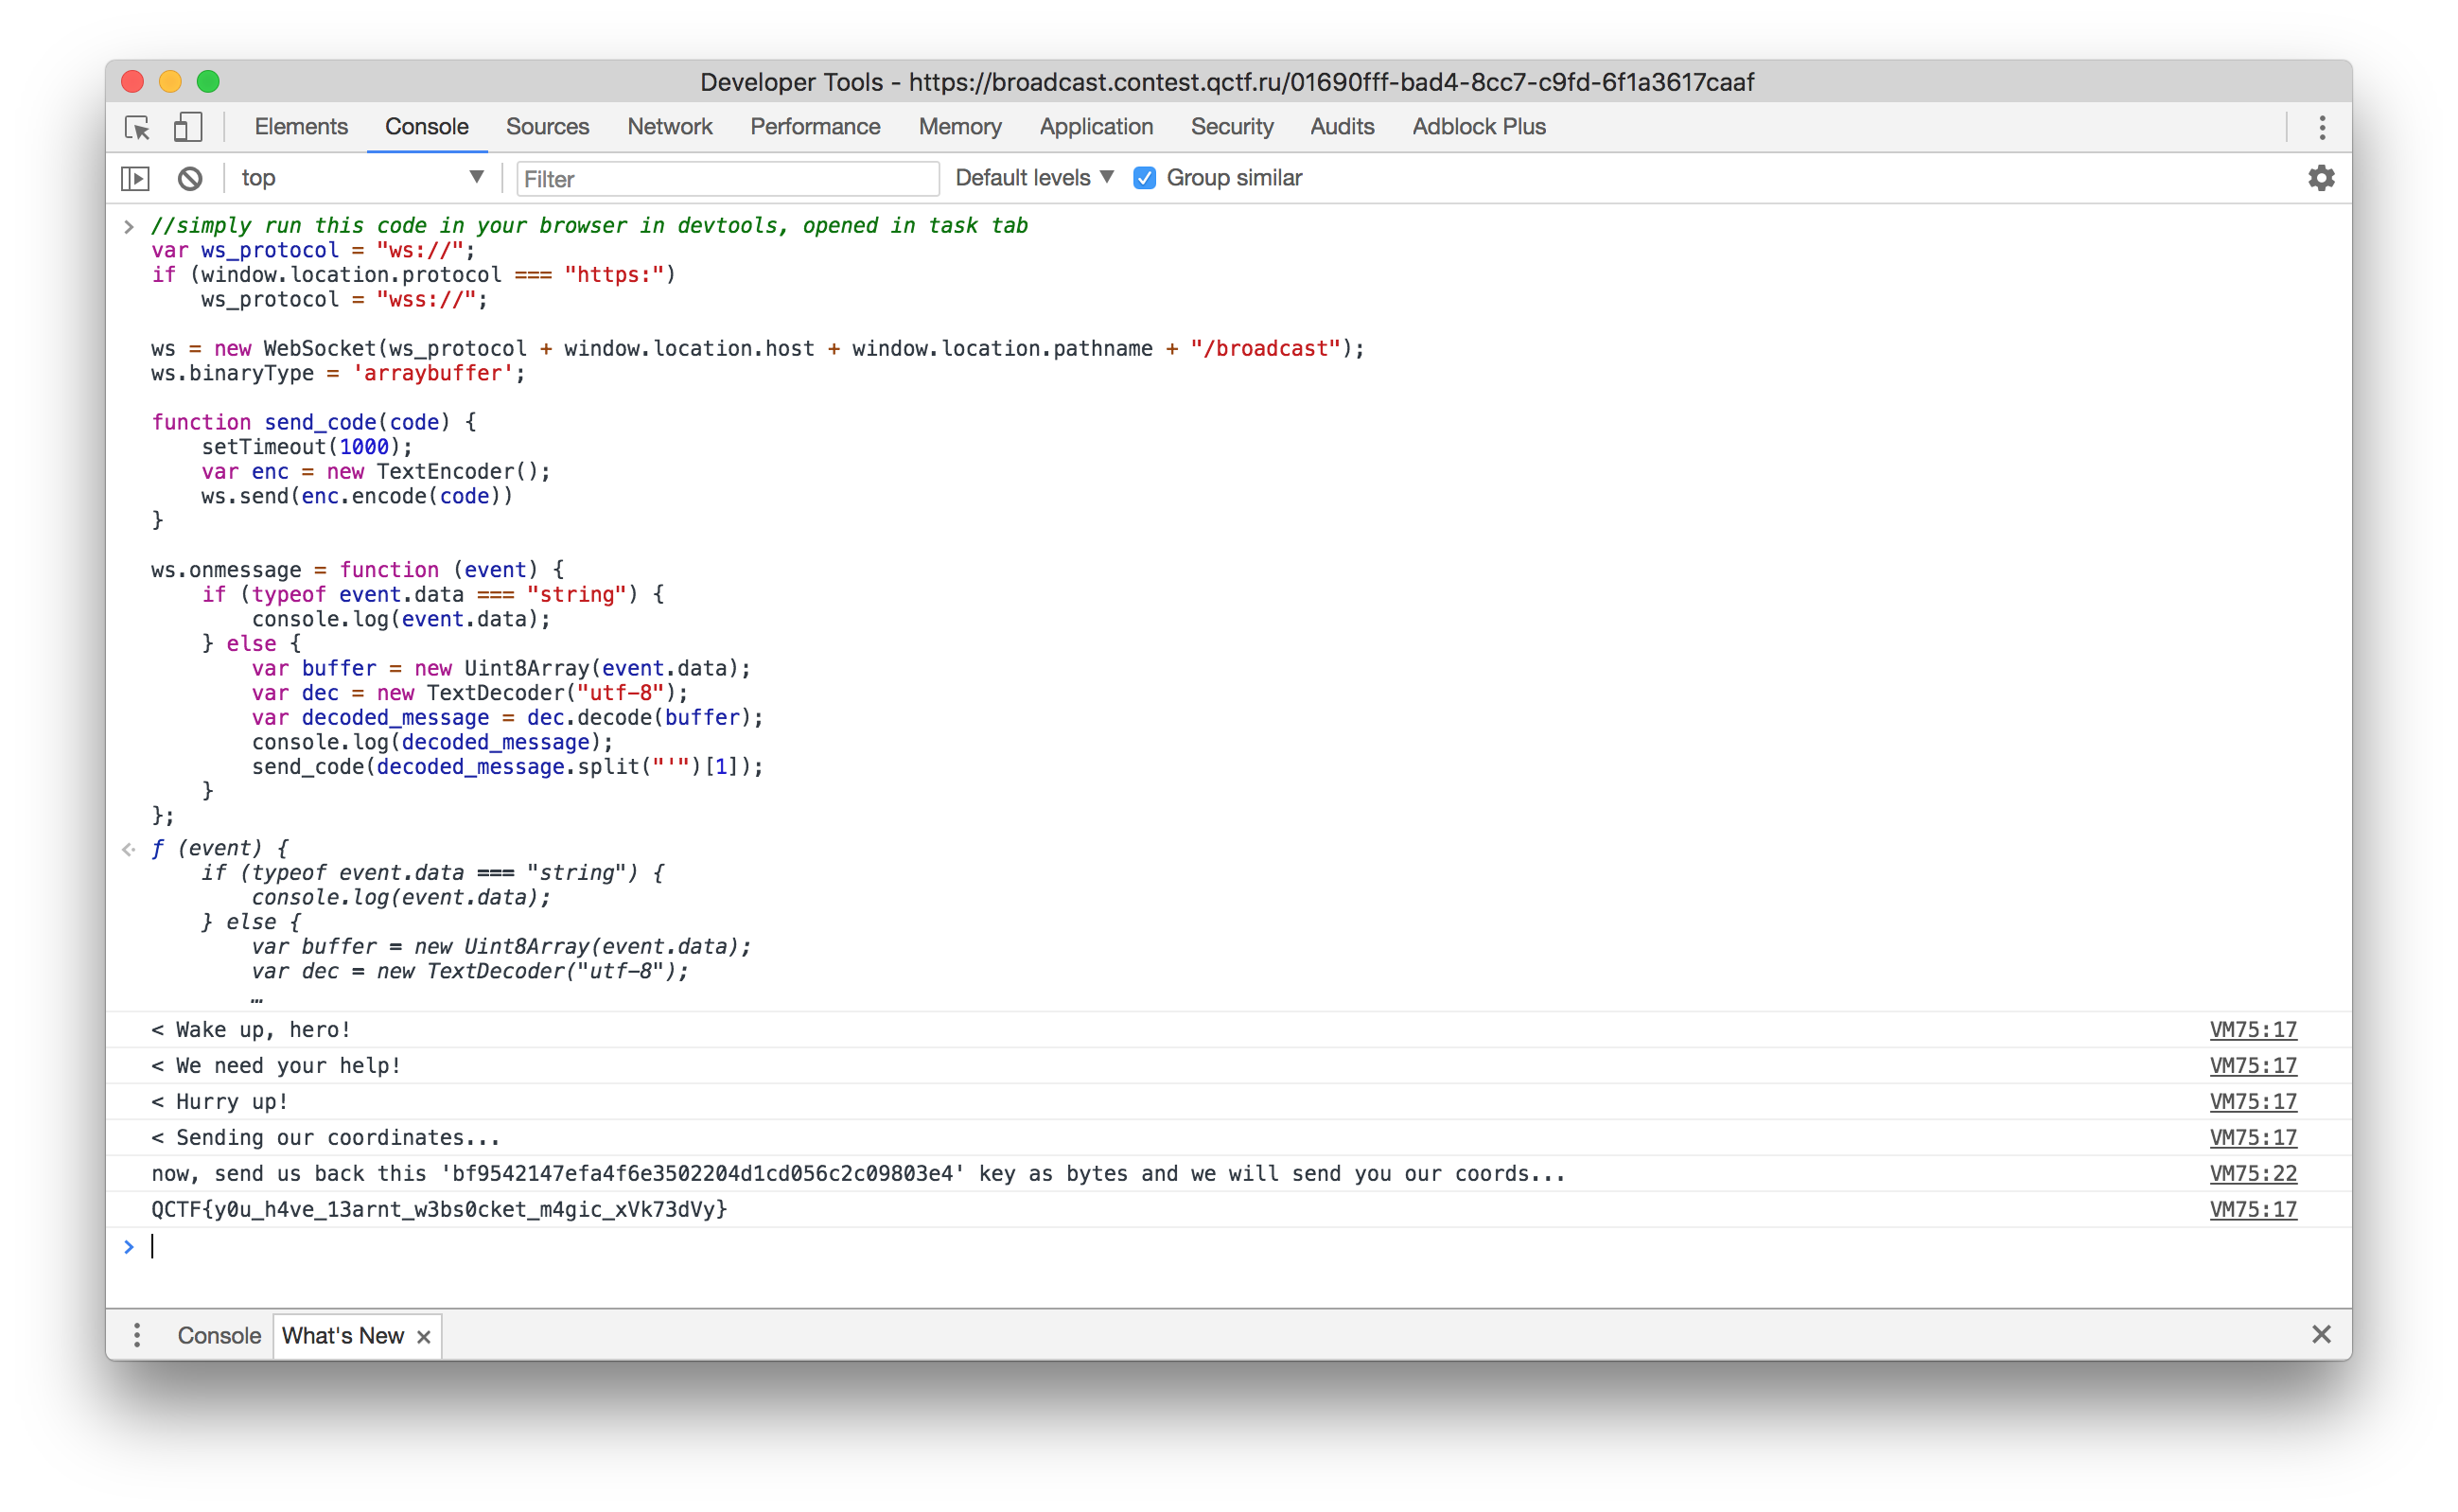 Developer Tools - https://broadcast.contest.qctf.ru/01690fff-bad4-8cc7-c9fd-6f1a3617caaf
Elements Console Sources Network Performance Memory Application Security Audits Adblock Plus
top Filter Default levels Group similar
//simply run this code in your browser in devtools, opened in task tab
var ws_protocol = "ws://";
if (window.location.protocol === "https:")
    ws_protocol = "wss://";
ws = new WebSocket(ws_protocol + window.location.host + window.location.pathname + "/broadcast");
ws.binaryType = 'arraybuffer';
function send_code(code) {
    setTimeout(1000);
    var enc = new TextEncoder();
    ws.send(enc.encode(code))
}
ws.onmessage = function (event) {
    if (typeof event.data === "string") {
        console.log(event.data);
    } else {
        var buffer = new Uint8Array(event.data);
        var dec = new TextDecoder("utf-8");
        var decoded_message = dec.decode(buffer);
        console.log(decoded_message);
        send_code(decoded_message.split("'")[1]);
    }
};
ƒ (event) {
    if (typeof event.data === "string") {
        console.log(event.data);
    } else {
        var buffer = new Uint8Array(event.data);
        var dec = new TextDecoder("utf-8");
        …
< Wake up, hero! VM75:17
< We need your help! VM75:17
< Hurry up! VM75:17
< Sending our coordinates... VM75:17
now, send us back this 'bf9542147efa4f6e3502204d1cd056c2c09803e4' key as bytes and we will send you our coords... VM75:22
QCTF{y0u_h4ve_13arnt_w3bs0cket_m4gic_xVk73dVy} VM75:17
>
Console What's New ×